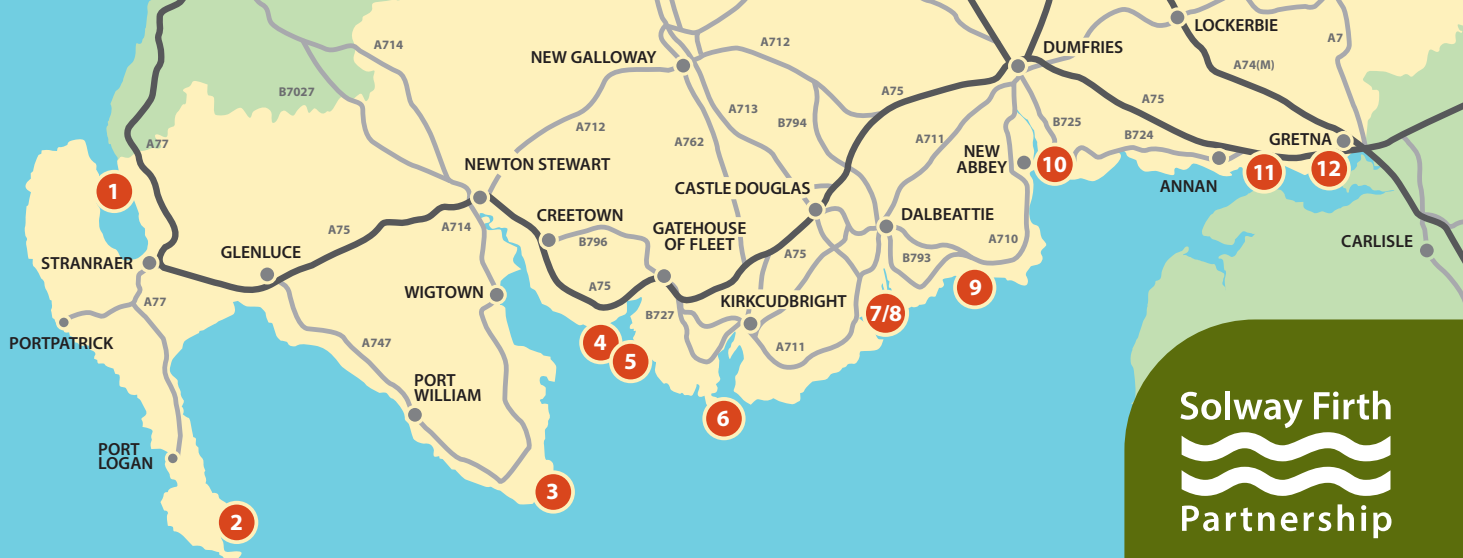 LOCKERBIE
A7
A714
NEW GALLOWAY
A712
DUMFRIES
A74(M)
B7027
A75
A75
A713
B794
A712
A762
A711
B725
B724
GRETNA
A77
NEWTON STEWART
NEW
ABBEY
10
11
12
ANNAN
1
CASTLE DOUGLAS
CREETOWN
DALBEATTIE
A75
A714
GATEHOUSE
OF FLEET
B796
A710
CARLISLE
GLENLUCE
A75
B793
STRANRAER
WIGTOWN
A75
9
A77
KIRKCUDBRIGHT
B727
7/8
PORTPATRICK
A747
4
5
A711
PORT
WILLIAM
6
Solway Firth
Partnership
PORT
LOGAN
3
2